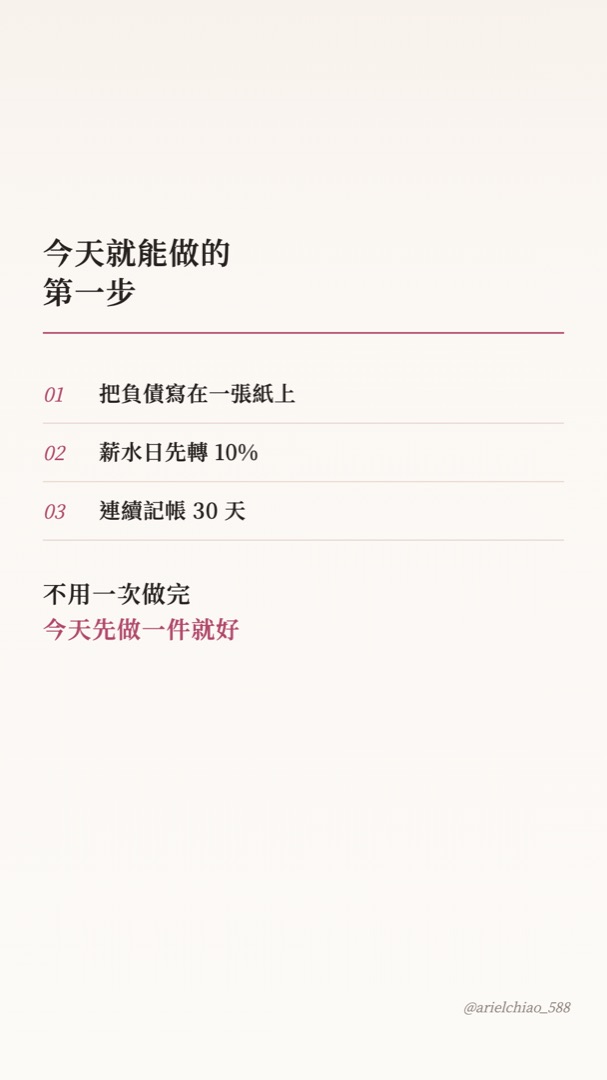 今天就能做的
第一步
01 把負債寫在一張紙上
02 薪水日先轉 10%
03 連續記帳 30 天
不用一次做完
今天先做一件就好
@arielchiao_588